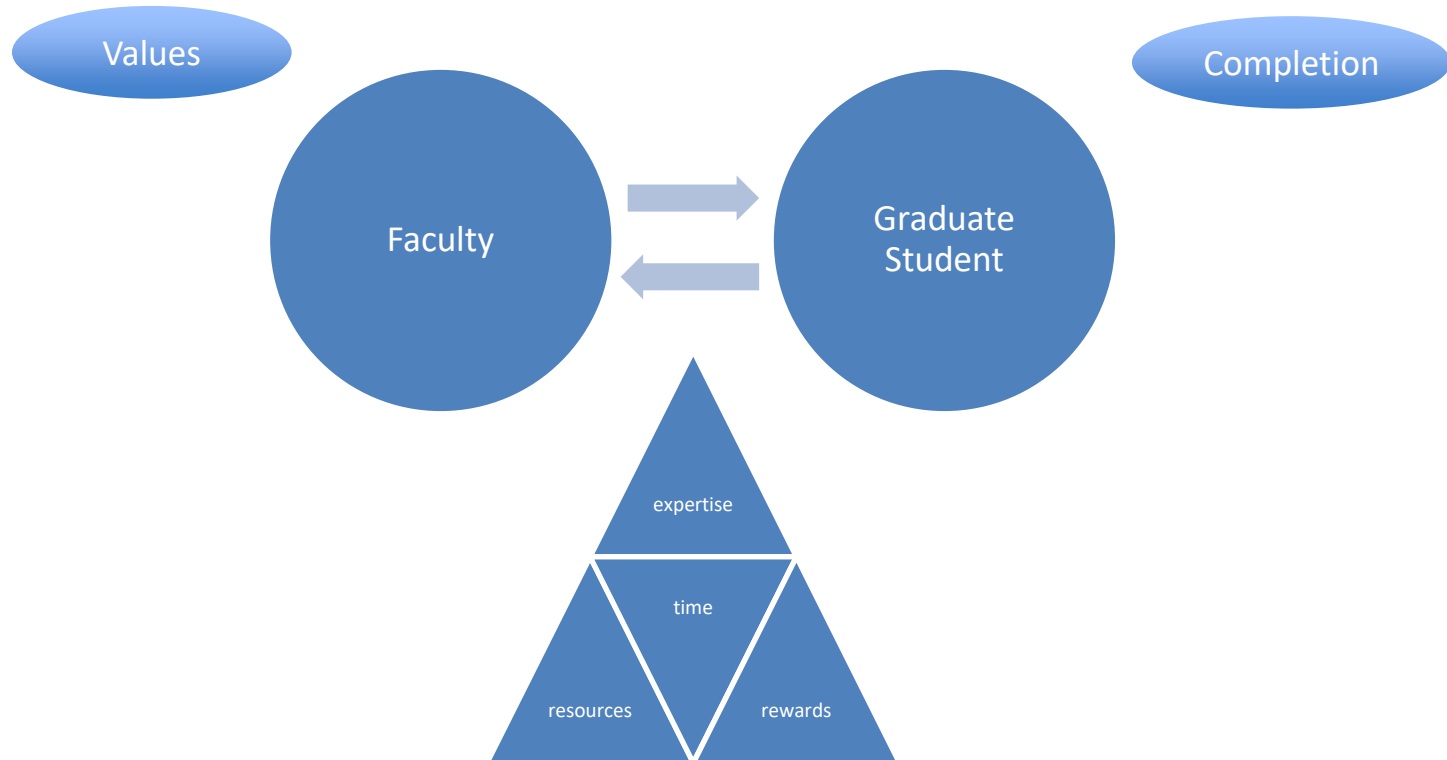 Values
Completion
Faculty
Graduate
Student
expertise
time
resources
rewards